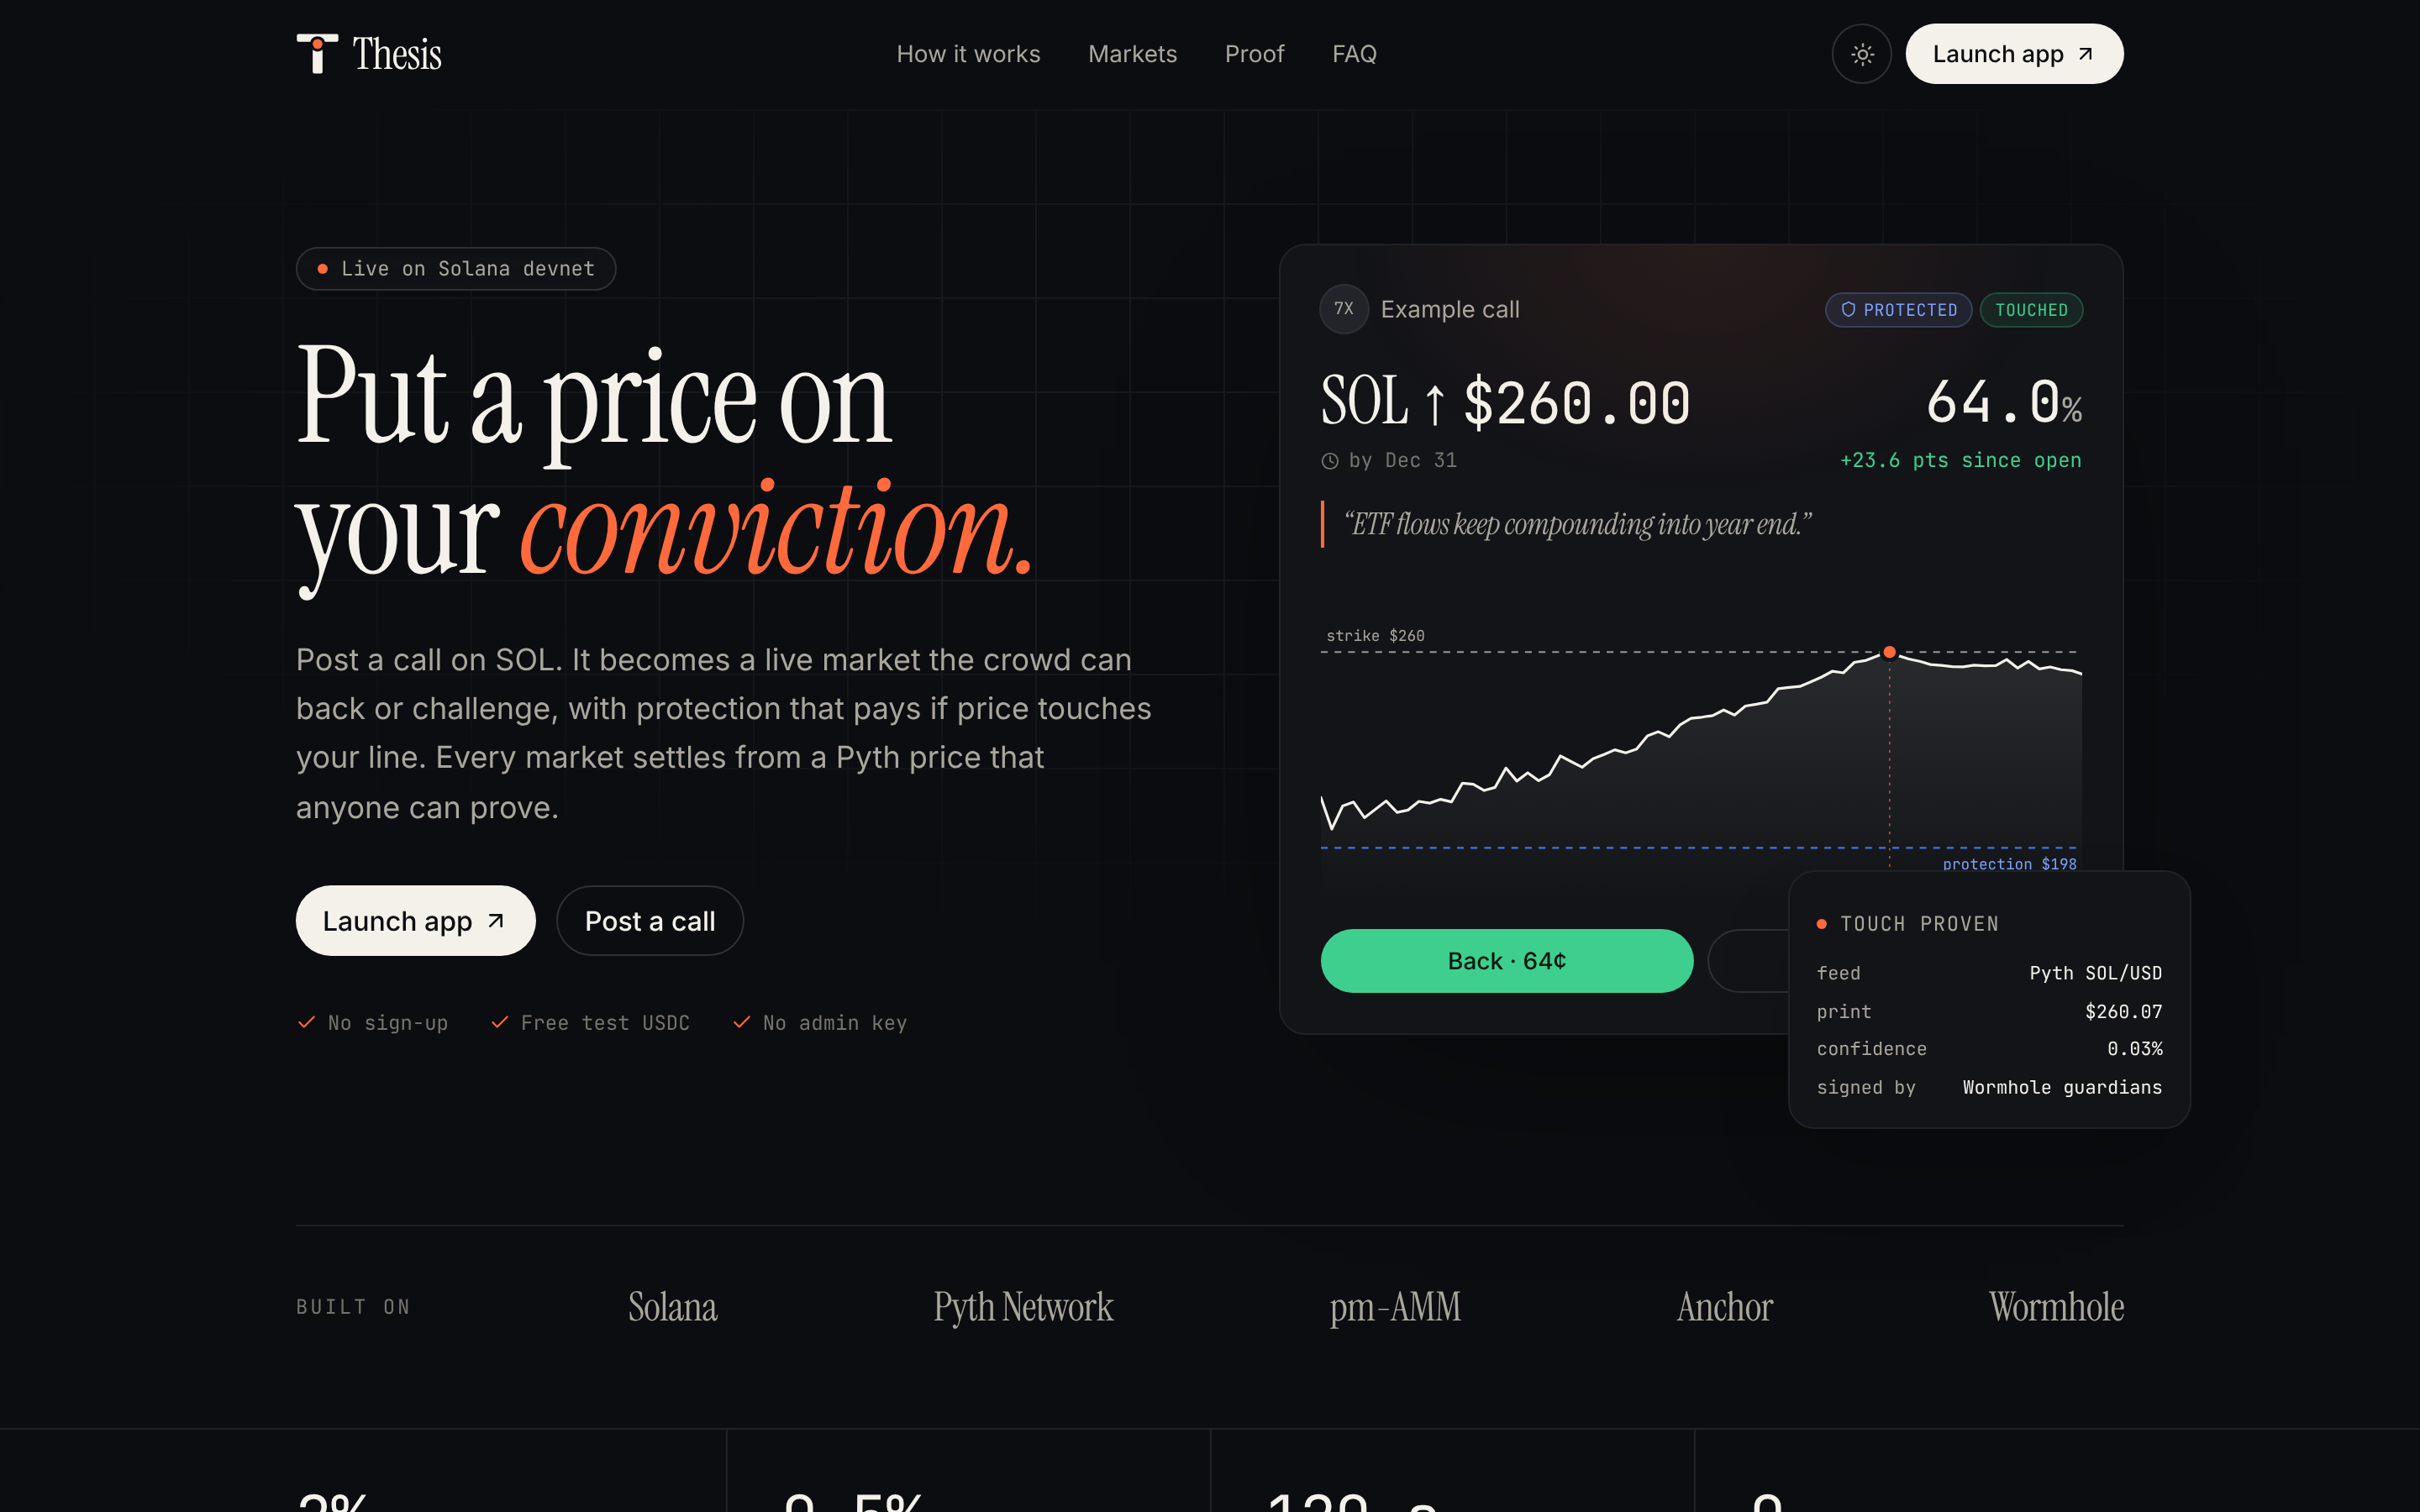 Thesis
How it works
Markets
Proof
FAQ
Launch app
Live on Solana devnet
Put a price on
your conviction.
Post a call on SOL. It becomes a live market the crowd can
back or challenge, with protection that pays if price touches
your line. Every market settles from a Pyth price that
anyone can prove.
Launch app
Post a call
No sign-up
Free test USDC
No admin key
7X
Example call
PROTECTED
TOUCHED
SOL ↑ $260.00
64.0%
by Dec 31
+23.6 pts since open
“ETF flows keep compounding into year end.”
strike $260
protection $198
Back · 64¢
TOUCH PROVEN
feed Pyth SOL/USD
print $260.07
confidence 0.03%
signed by Wormhole guardians
BUILT ON
Solana
Pyth Network
pm-AMM
Anchor
Wormhole